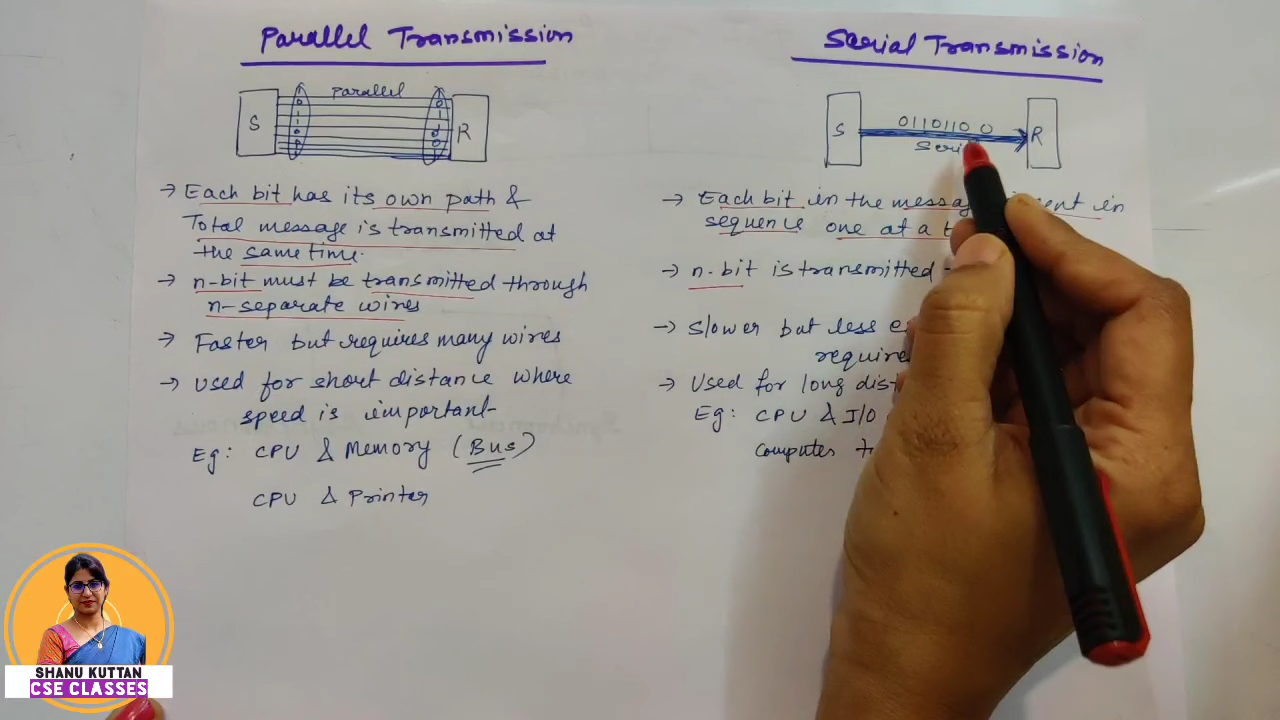 Parallel Transmission
parallel
S
R
→ Each bit has its own path &
Total message is transmitted at
the same time.
→ n-bit must be transmitted through
n-separate wires
→ Faster but requires many wires
→ used for short distance where
speed is important-
Eg: CPU & Memory (Bus)
CPU & Printer
Serial Transmission
S
0110110 0
R
→ Each bit in the message in
sequence one at a
→ n-bit is transmitted
→ slower but less
→ Used for long
Eg: CPU & I/O
computer
SHANU KUTTAN
CSE CLASSES